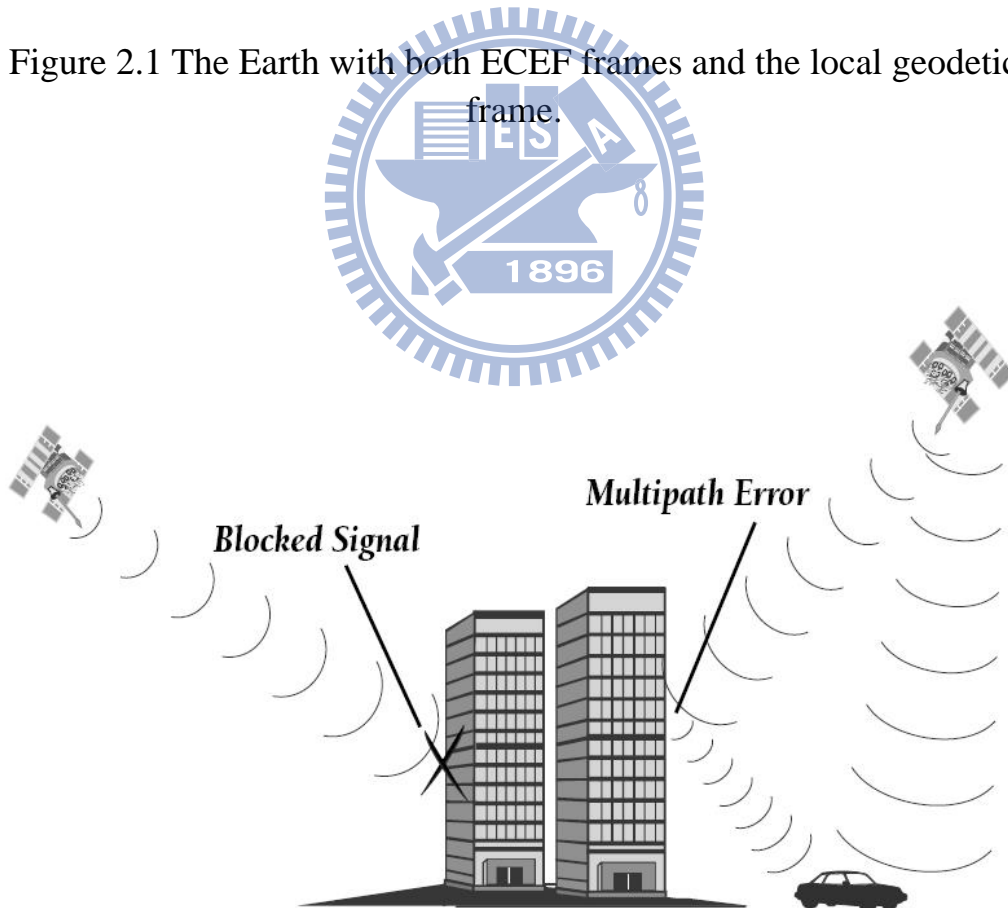 Figure 2.1 The Earth with both ECEF frames and the local geodetic
frame.
E S A
1896
Multipath Error
Blocked Signal